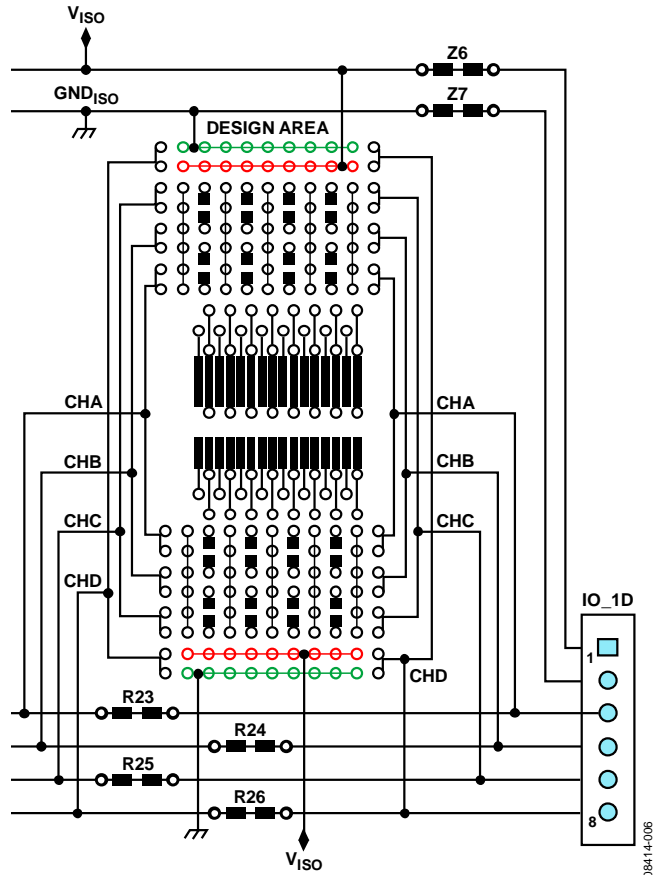 VISO
Z6
GNDISO
Z7
DESIGN AREA
CHA
CHA
CHB
CHB
CHC
CHC
CHD
IO_1D
1
CHD
R23
R24
R25
R26
8
VISO
08414-006